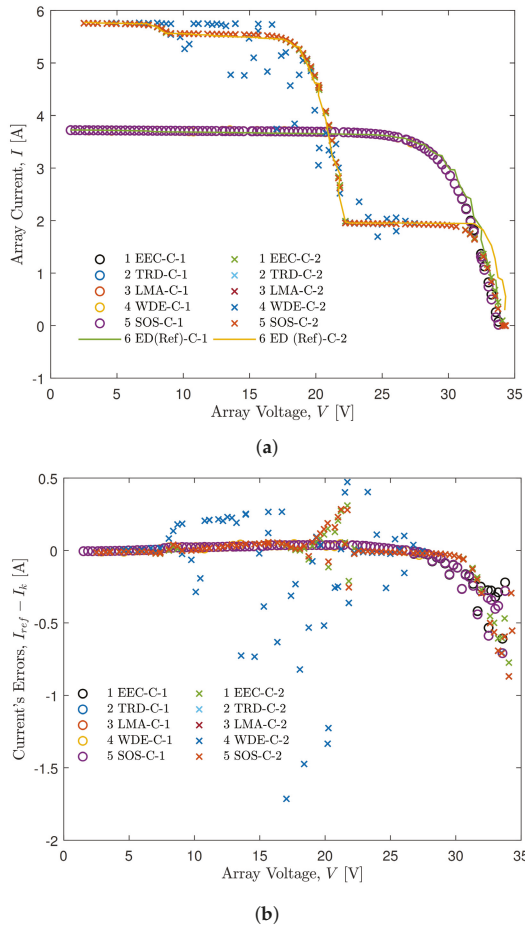 6
5
4
3
2
1
0
-1
Array Current, I [A]
1 EEC-C-1
2 TRD-C-1
3 LMA-C-1
4 WDE-C-1
5 SOS-C-1
6 ED(Ref)-C-1
1 EEC-C-2
2 TRD-C-2
3 LMA-C-2
4 WDE-C-2
5 SOS-C-2
6 ED (Ref)-C-2
0 5 10 15 20 25 30 35
Array Voltage, V [V]
(a)
0.5
0
-0.5
-1
-1.5
-2
Current's Errors, I_ref − I_k [A]
1 EEC-C-1
2 TRD-C-1
3 LMA-C-1
4 WDE-C-1
5 SOS-C-1
1 EEC-C-2
2 TRD-C-2
3 LMA-C-2
4 WDE-C-2
5 SOS-C-2
0 5 10 15 20 25 30 35
Array Voltage, V [V]
(b)